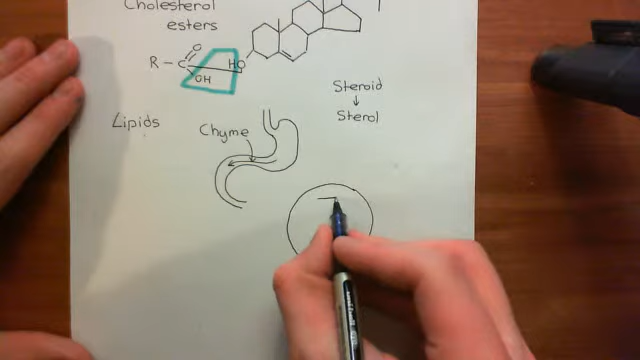 Cholesterol
esters
O
R - C
OH
HO
Steroid
↓
Sterol
Lipids
Chyme